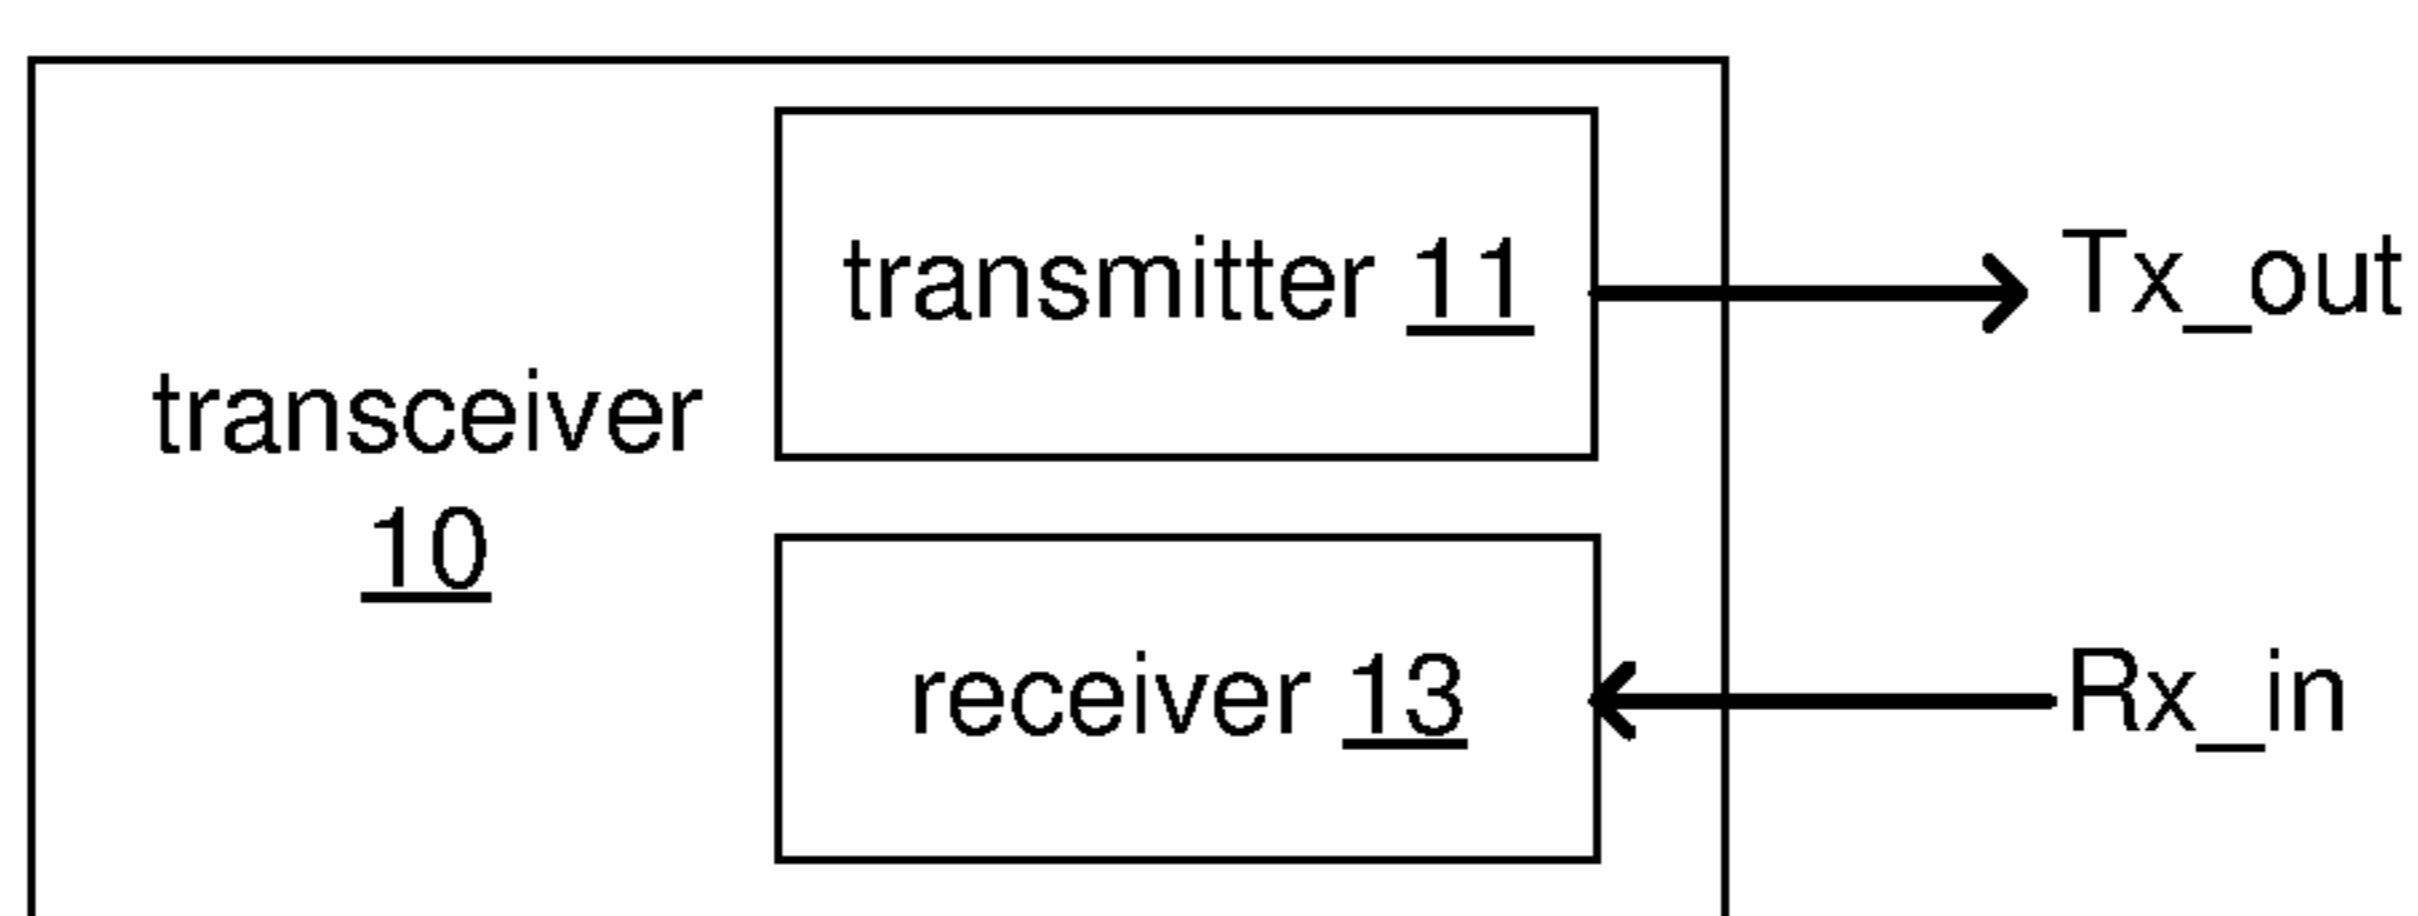 transmitter 11
Tx_out
transceiver
10
receiver 13
Rx_in